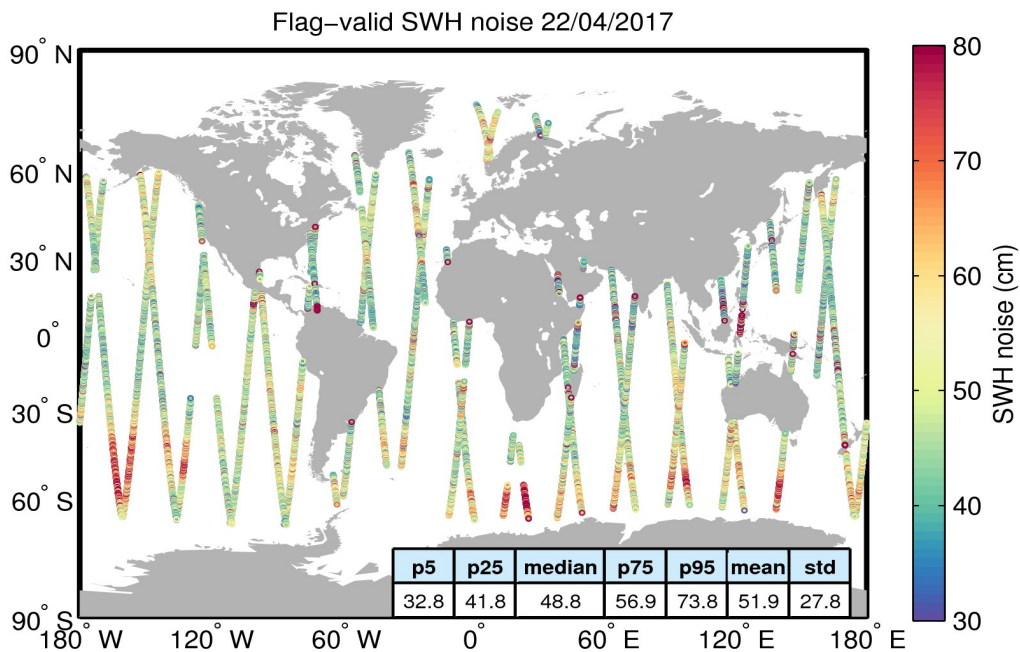 Flag−valid SWH noise 22/04/2017
90° N
60° N
30° N
0°
30° S
60° S
90° S
180° W
120° W
60° W
0°
60° E
120° E
180° E
p5 p25 median p75 p95 mean std
32.8 41.8 48.8 56.9 73.8 51.9 27.8
80
70
60
50
40
30
SWH noise (cm)